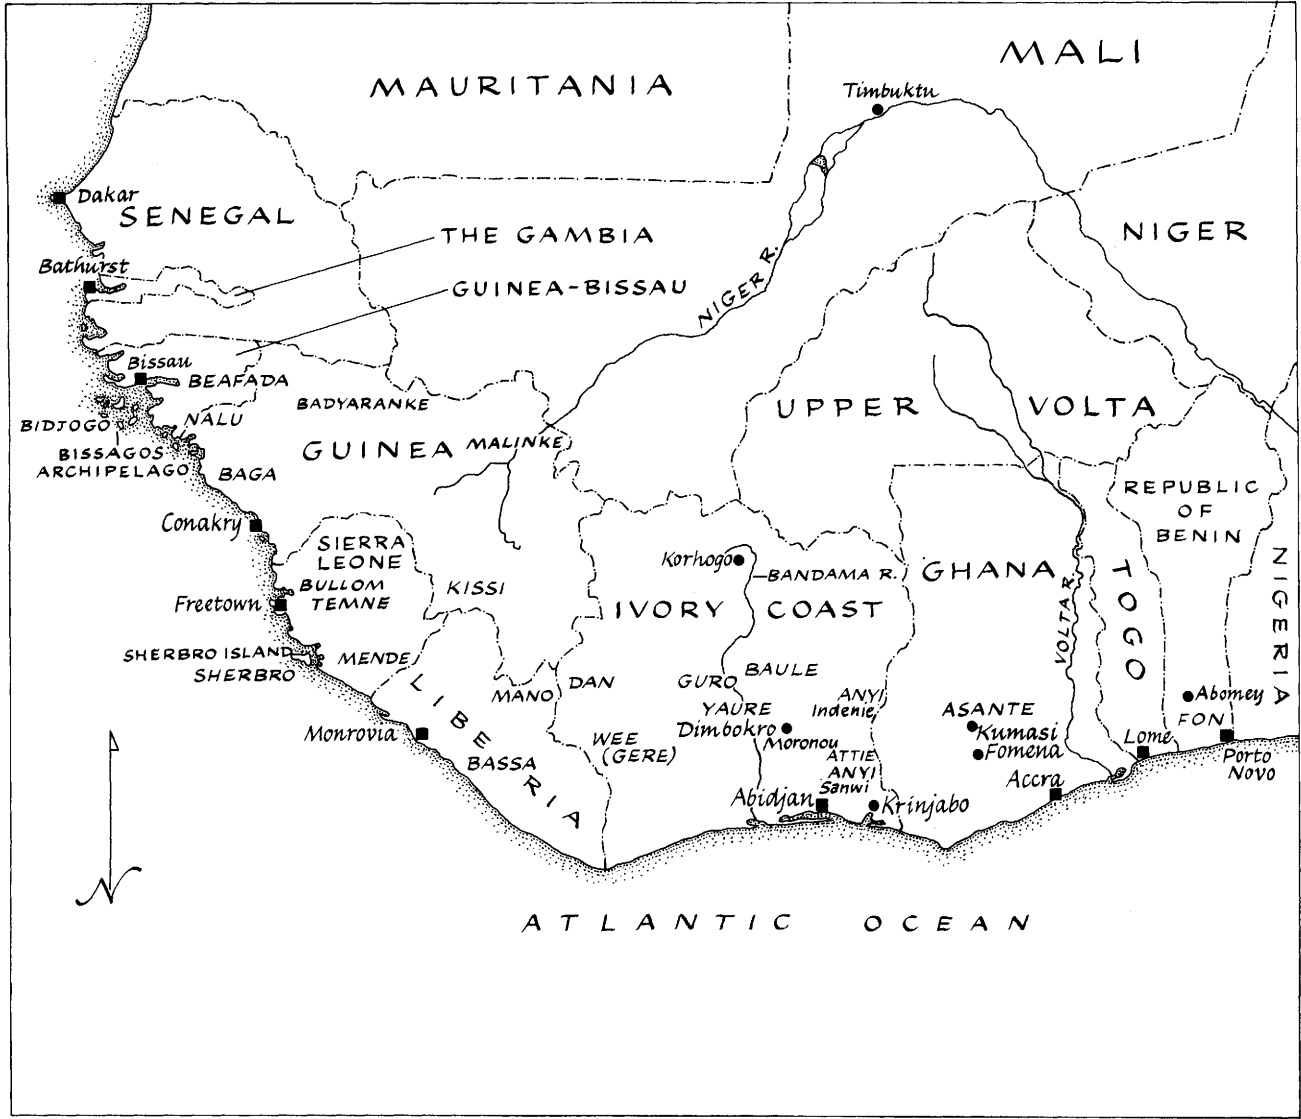 MAURITANIA
MALI
Timbuktu
Dakar
SENEGAL
THE GAMBIA
NIGER
Bathurst
GUINEA-BISSAU
NIGER R.
Bissau
BEAFADA
BADYARANKE
UPPER VOLTA
BIDJOGO
NALU
BISSAGOS
ARCHIPELAGO
GUINEA
MALINKE
BAGA
REPUBLIC
OF
BENIN
Conakry
SIERRA
LEONE
Korhogo
BANDAMA R.
GHANA
TOGO
NIGERIA
BULLOM
TEMNE
KISSI
Freetown
IVORY COAST
VOLTA R.
SHERBRO ISLAND
SHERBRO
MENDE
LIBERIA
MANO
DAN
GURO
BAULE
ANYI
Indenie
YAURE
Dimbokro
Moronou
ASANTE
Kumasi
Fomena
Abomey
FON
Monrovia
WEE
(GERE)
BASSA
ATTIE
ANYI
Sanwi
Lome
Porto
Novo
Accra
Abidjan
Krinjabo
N
ATLANTIC OCEAN